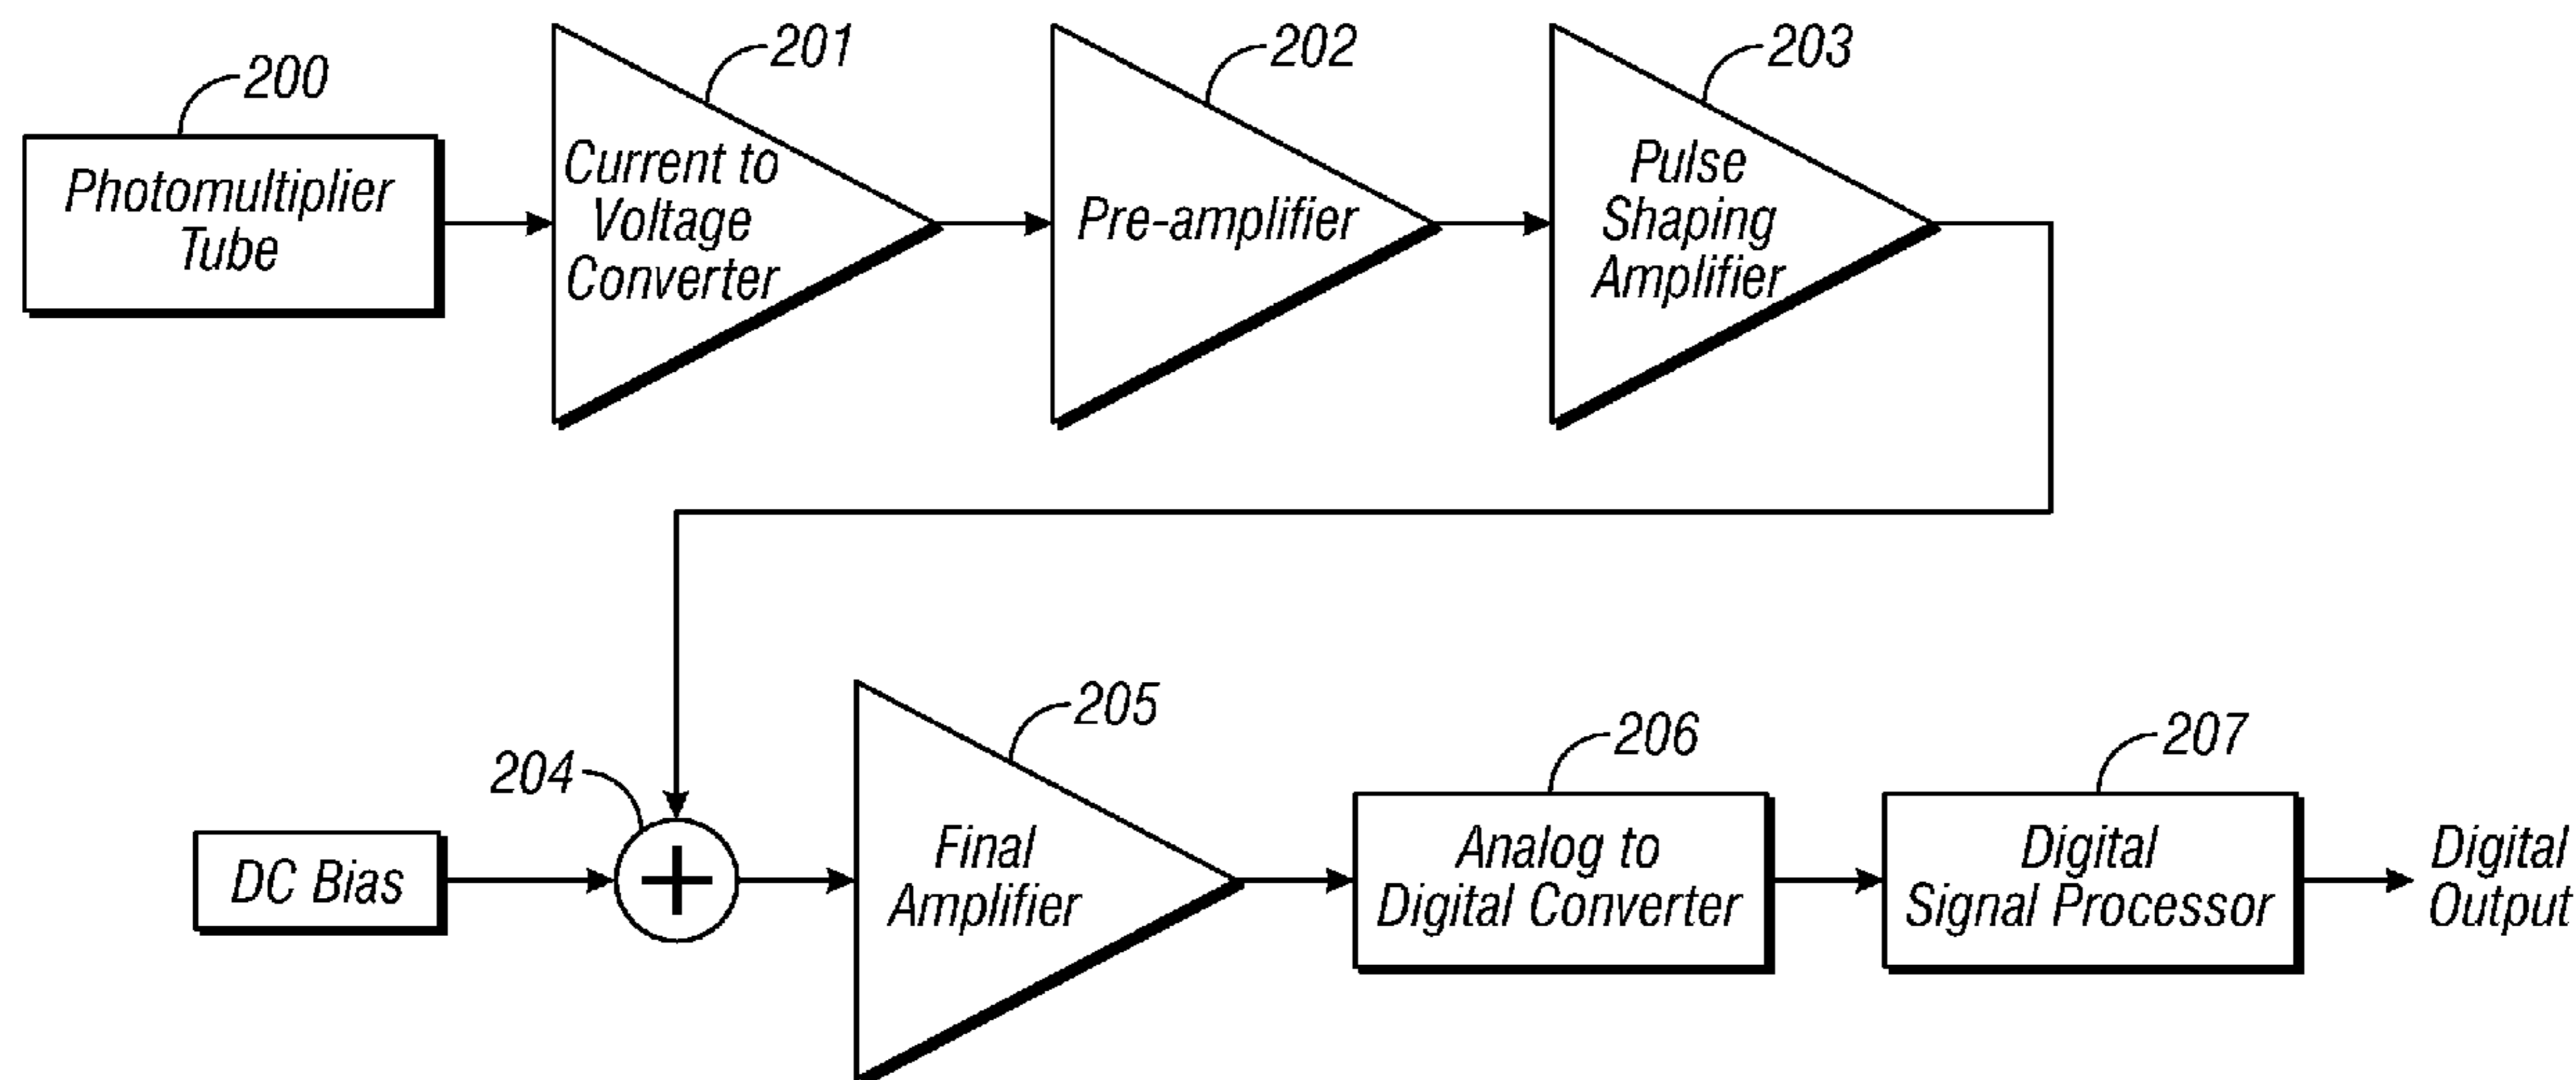 200
201
202
203
Photomultiplier
Tube
Current to
Voltage
Converter
Pre-amplifier
Pulse
Shaping
Amplifier
204
205
206
207
DC Bias
+
Final
Amplifier
Analog to
Digital Converter
Digital
Signal Processor
Digital
Output